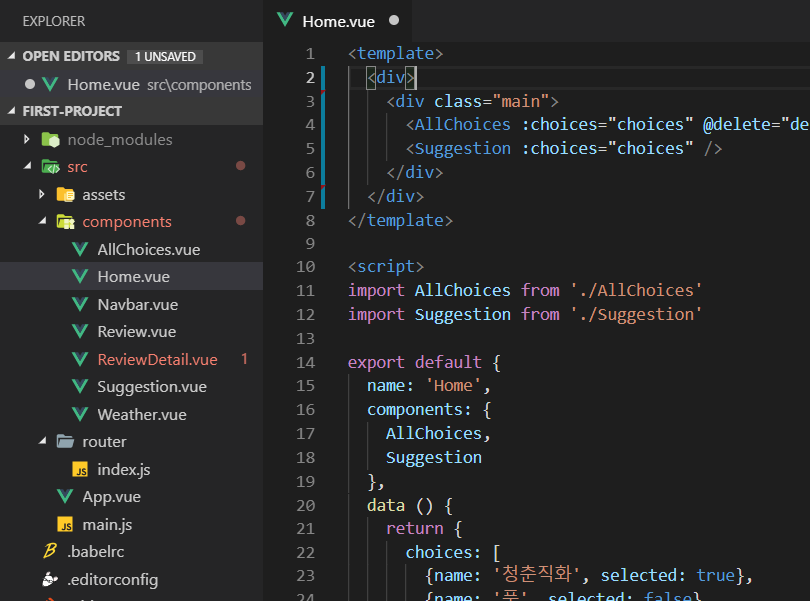 EXPLORER
OPEN EDITORS 1 UNSAVED
Home.vue src\components
FIRST-PROJECT
node_modules
src
assets
components
AllChoices.vue
Home.vue
Navbar.vue
Review.vue
ReviewDetail.vue 1
Suggestion.vue
Weather.vue
router
JS index.js
App.vue
JS main.js
.babelrc
.editorconfig
Home.vue
1 <template>
2 <div>
3 <div class="main">
4 <AllChoices :choices="choices" @delete="de
5 <Suggestion :choices="choices" />
6 </div>
7 </div>
8 </template>
9
10 <script>
11 import AllChoices from './AllChoices'
12 import Suggestion from './Suggestion'
13
14 export default {
15 name: 'Home',
16 components: {
17 AllChoices,
18 Suggestion
19 },
20 data () {
21 return {
22 choices: [
23 {name: '청춘직화', selected: true},
24 {name: '품', selected: false}